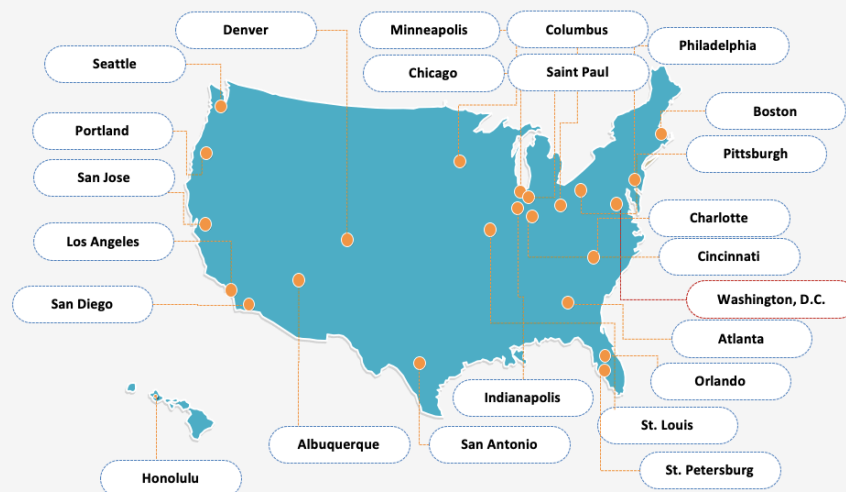 Denver
Minneapolis
Columbus
Philadelphia
Seattle
Chicago
Saint Paul
Boston
Portland
Pittsburgh
San Jose
Charlotte
Los Angeles
Cincinnati
San Diego
Washington, D.C.
Atlanta
Orlando
Indianapolis
St. Louis
Albuquerque
San Antonio
St. Petersburg
Honolulu